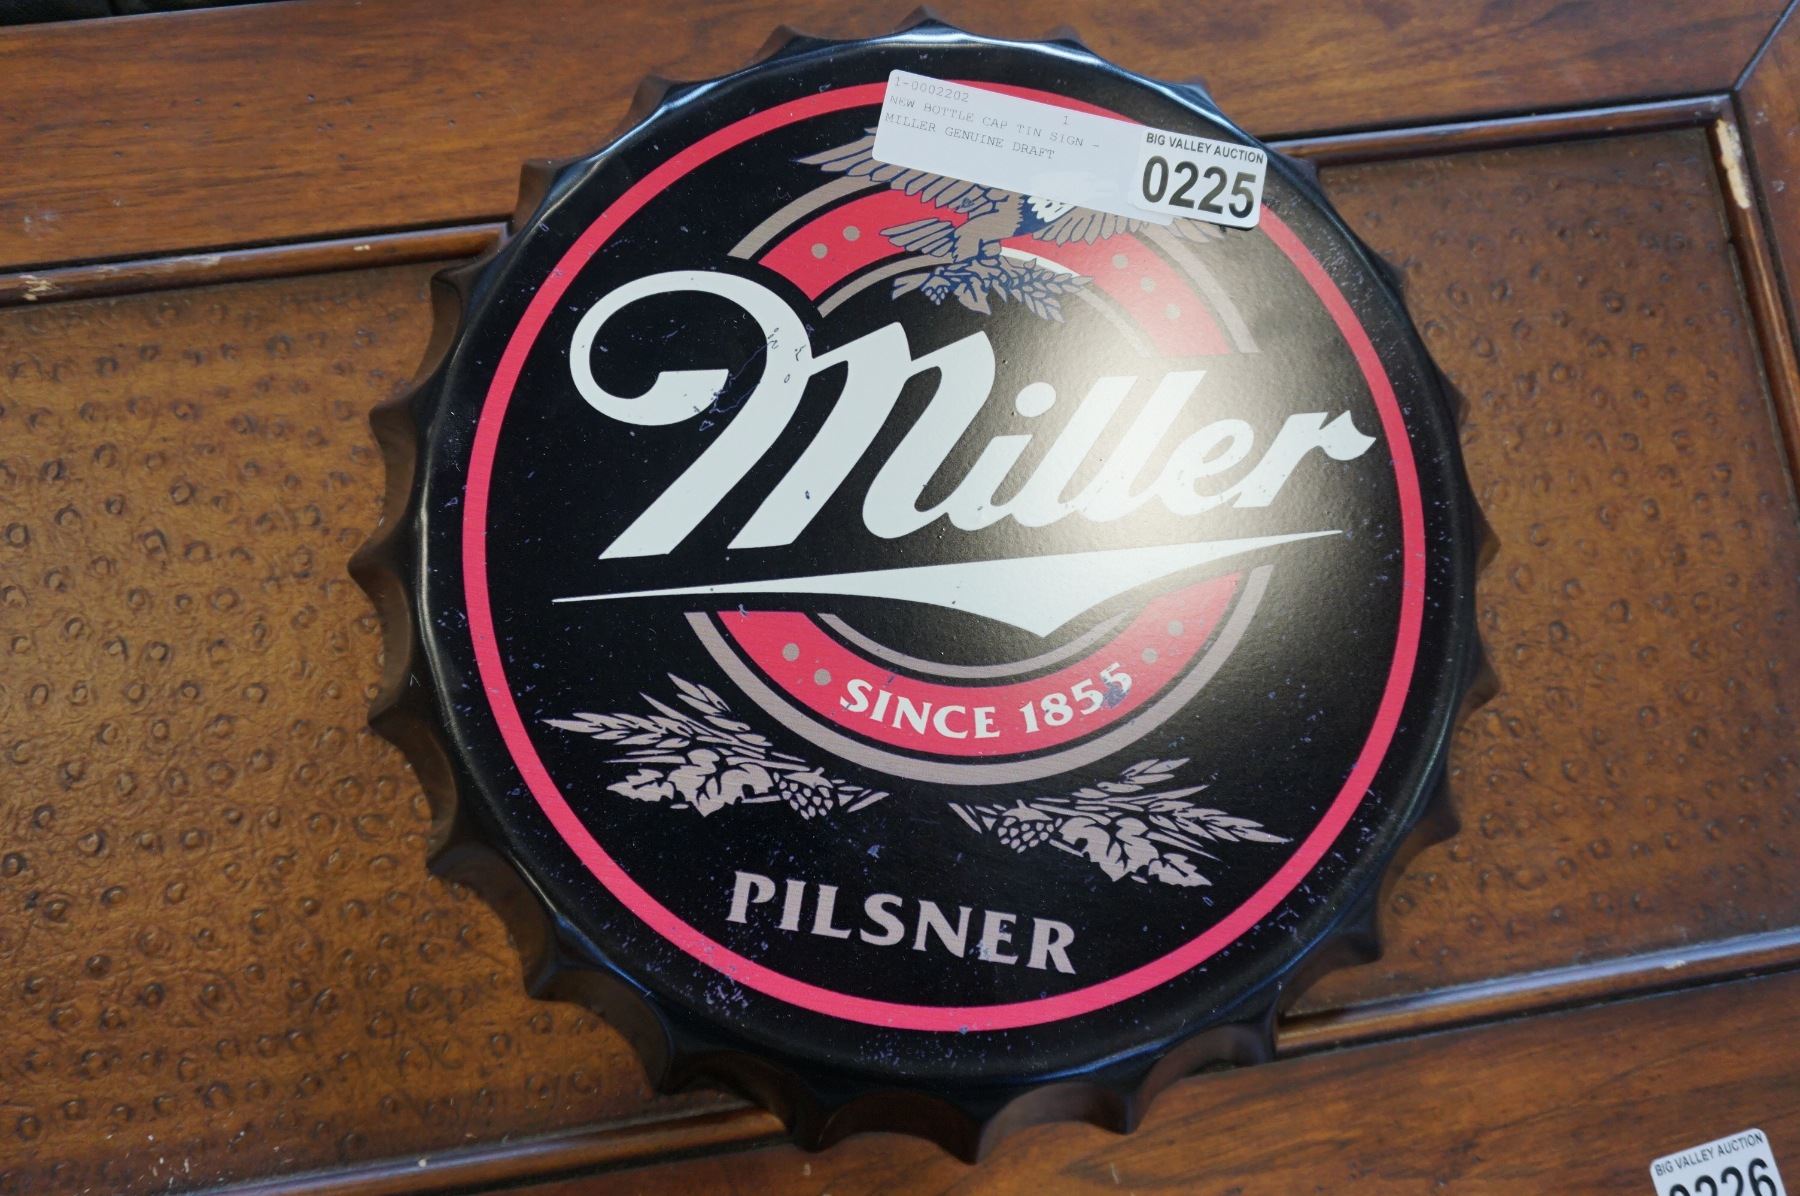 1-0002202
1
NEW BOTTLE CAP TIN SIGN -
MILLER GENUINE DRAFT
BIG VALLEY AUCTION
0225
Miller
SINCE 1855
PILSNER
BIG VALLEY AUCTION
0226